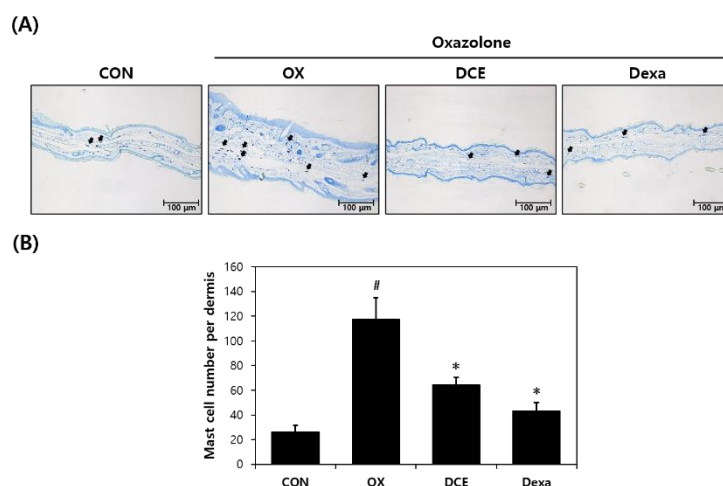 (A)
Oxazolone
CON OX DCE Dexa
100 μm 100 μm 100 μm 100 μm
(B)
Mast cell number per dermis
160
140
120
100
80
60
40
20
0
#
*
*
CON OX DCE Dexa